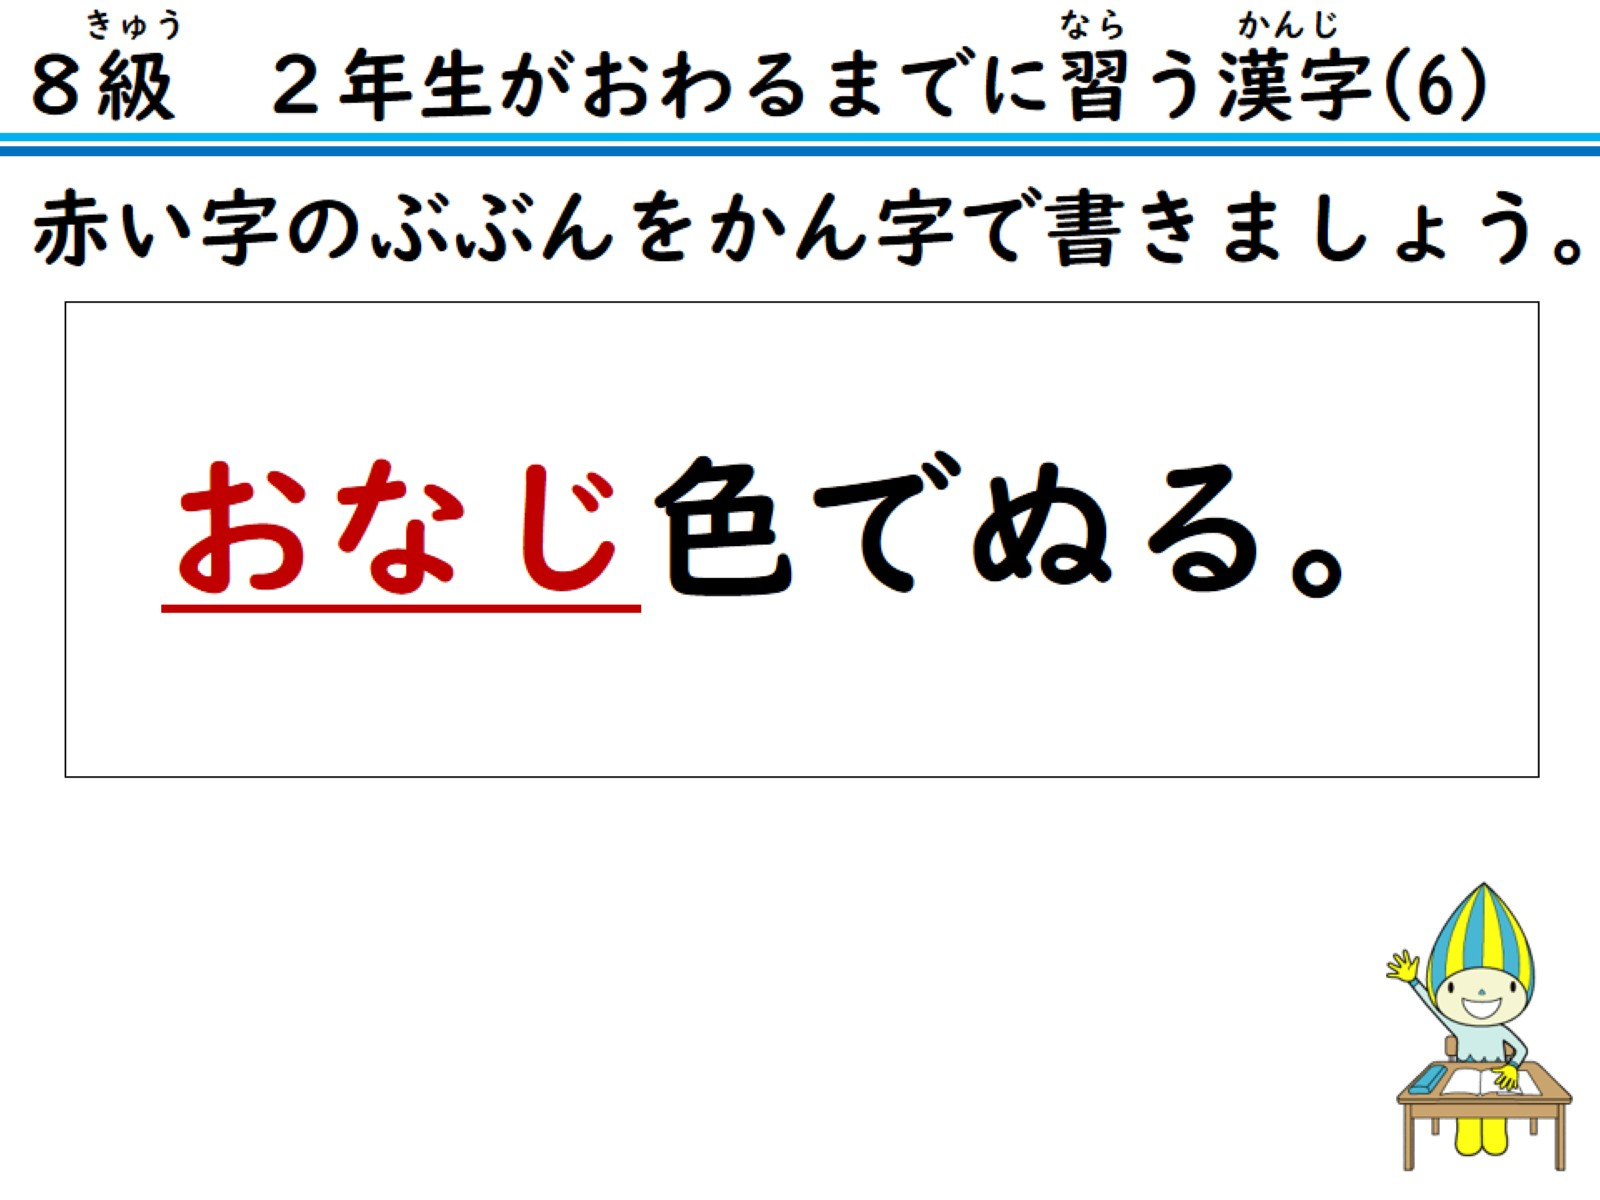 きゅう なら かんじ
８級　２年生がおわるまでに習う漢字(6)
赤い字のぶぶんをかん字で書きましょう。
おなじ色でぬる。